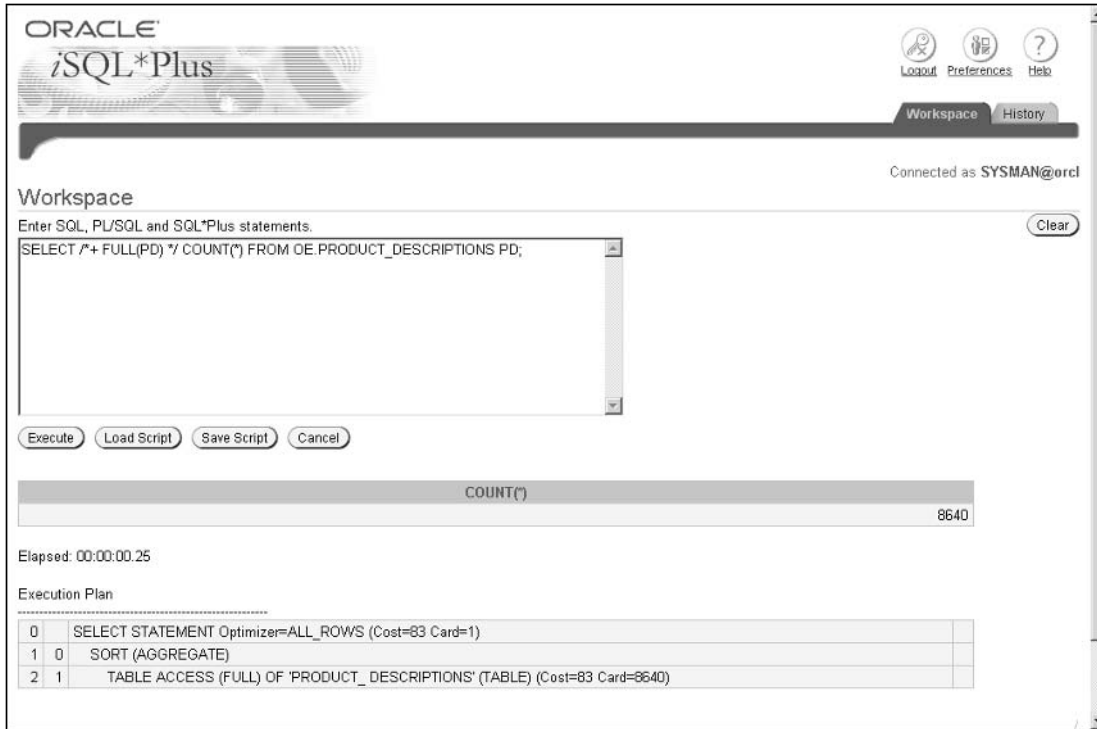 ORACLE
iSQL*Plus
Logout Preferences Help
Workspace History
Connected as SYSMAN@orcl
Workspace
Enter SQL, PL/SQL and SQL*Plus statements.
Clear
SELECT /*+ FULL(PD) */ COUNT(*) FROM OE.PRODUCT_DESCRIPTIONS PD;
Execute Load Script Save Script Cancel
COUNT(*)
8640
Elapsed: 00:00:00.25
Execution Plan
----------------------------------------------------------
0 SELECT STATEMENT Optimizer=ALL_ROWS (Cost=83 Card=1)
1 0 SORT (AGGREGATE)
2 1 TABLE ACCESS (FULL) OF 'PRODUCT_ DESCRIPTIONS' (TABLE) (Cost=83 Card=8640)